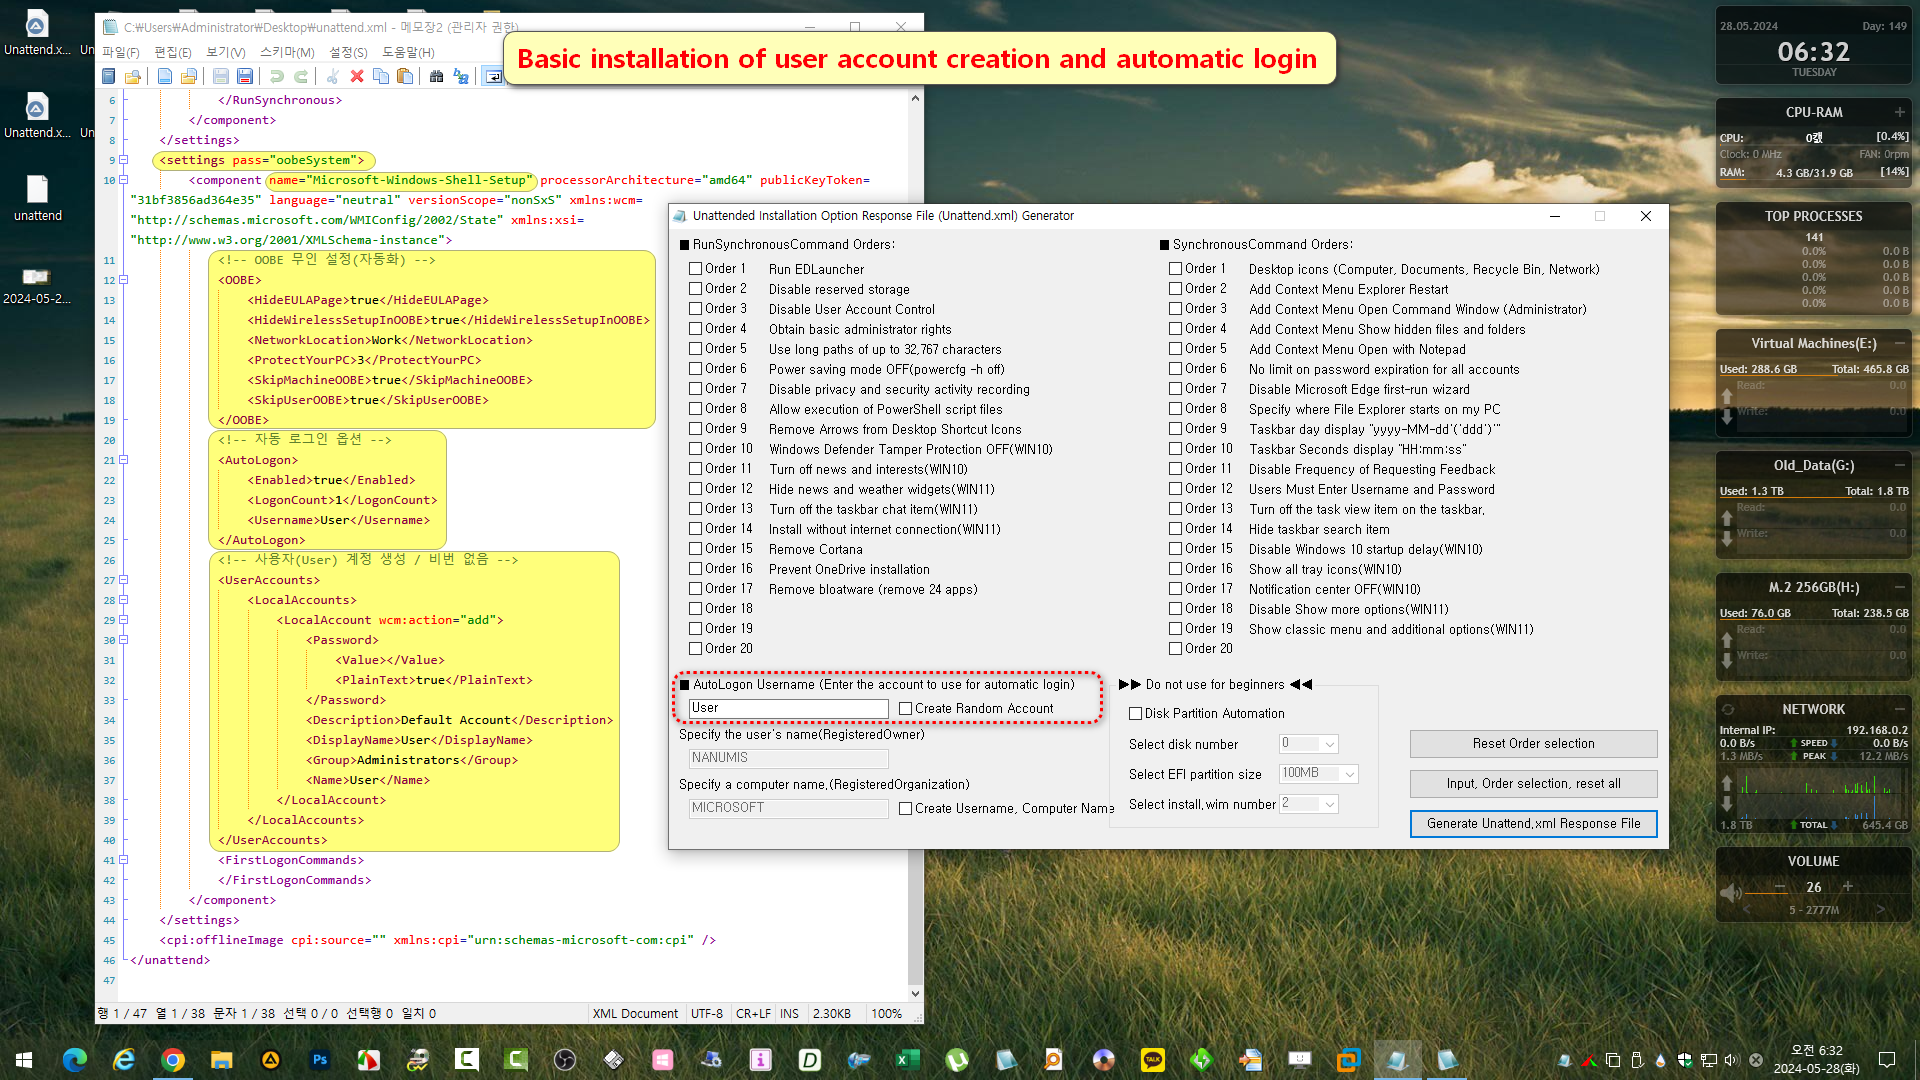 Unattend.x...
Un
Unattend.x...
Un
unattend
2024-05-2...
C:₩Users₩Administrator₩Desktop₩unattend.xml - 메모장2 (관리자 권한)
파일(F) 편집(E) 보기(V) 스키마(M) 설정(S) 도움말(H)
Basic installation of user account creation and automatic login
6 </RunSynchronous>
7 </component>
8 </settings>
9 <settings pass="oobeSystem">
10 <component name="Microsoft-Windows-Shell-Setup" processorArchitecture="amd64" publicKeyToken=
"31bf3856ad364e35" language="neutral" versionScope="nonSxS" xmlns:wcm=
"http://schemas.microsoft.com/WMIConfig/2002/State" xmlns:xsi=
"http://www.w3.org/2001/XMLSchema-instance">
11 <!-- OOBE 무인 설정(자동화) -->
12 <OOBE>
13 <HideEULAPage>true</HideEULAPage>
14 <HideWirelessSetupInOOBE>true</HideWirelessSetupInOOBE>
15 <NetworkLocation>Work</NetworkLocation>
16 <ProtectYourPC>3</ProtectYourPC>
17 <SkipMachineOOBE>true</SkipMachineOOBE>
18 <SkipUserOOBE>true</SkipUserOOBE>
19 </OOBE>
20 <!-- 자동 로그인 옵션 -->
21 <AutoLogon>
22 <Enabled>true</Enabled>
23 <LogonCount>1</LogonCount>
24 <Username>User</Username>
25 </AutoLogon>
26 <!-- 사용자(User) 계정 생성 / 비번 없음 -->
27 <UserAccounts>
28 <LocalAccounts>
29 <LocalAccount wcm:action="add">
30 <Password>
31 <Value></Value>
32 <PlainText>true</PlainText>
33 </Password>
34 <Description>Default Account</Description>
35 <DisplayName>User</DisplayName>
36 <Group>Administrators</Group>
37 <Name>User</Name>
38 </LocalAccount>
39 </LocalAccounts>
40 </UserAccounts>
41 <FirstLogonCommands>
42 </FirstLogonCommands>
43 </component>
44 </settings>
45 <cpi:offlineImage cpi:source="" xmlns:cpi="urn:schemas-microsoft-com:cpi" />
46 </unattend>
47
행 1 / 47 열 1 / 38 문자 1 / 38 선택 0 / 0 선택행 0 일치 0 XML Document UTF-8 CR+LF INS 2.30KB 100%
Unattended Installation Option Response File (Unattend.xml) Generator
■ RunSynchronousCommand Orders:
Order 1 Run EDLauncher
Order 2 Disable reserved storage
Order 3 Disable User Account Control
Order 4 Obtain basic administrator rights
Order 5 Use long paths of up to 32,767 characters
Order 6 Power saving mode OFF(powercfg -h off)
Order 7 Disable privacy and security activity recording
Order 8 Allow execution of PowerShell script files
Order 9 Remove Arrows from Desktop Shortcut Icons
Order 10 Windows Defender Tamper Protection OFF(WIN10)
Order 11 Turn off news and interests(WIN10)
Order 12 Hide news and weather widgets(WIN11)
Order 13 Turn off the taskbar chat item(WIN11)
Order 14 Install without internet connection(WIN11)
Order 15 Remove Cortana
Order 16 Prevent OneDrive installation
Order 17 Remove bloatware (remove 24 apps)
Order 18
Order 19
Order 20
■ SynchronousCommand Orders:
Order 1 Desktop icons (Computer, Documents, Recycle Bin, Network)
Order 2 Add Context Menu Explorer Restart
Order 3 Add Context Menu Open Command Window (Administrator)
Order 4 Add Context Menu Show hidden files and folders
Order 5 Add Context Menu Open with Notepad
Order 6 No limit on password expiration for all accounts
Order 7 Disable Microsoft Edge first-run wizard
Order 8 Specify where File Explorer starts on my PC
Order 9 Taskbar day display "yyyy-MM-dd'('ddd')'"
Order 10 Taskbar Seconds display "HH:mm:ss"
Order 11 Disable Frequency of Requesting Feedback
Order 12 Users Must Enter Username and Password
Order 13 Turn off the task view item on the taskbar.
Order 14 Hide taskbar search item
Order 15 Disable Windows 10 startup delay(WIN10)
Order 16 Show all tray icons(WIN10)
Order 17 Notification center OFF(WIN10)
Order 18 Disable Show more options(WIN11)
Order 19 Show classic menu and additional options(WIN11)
Order 20
■ AutoLogon Username (Enter the account to use for automatic login)
User Create Random Account
Specify the user's name(RegisteredOwner)
NANUMIS
Specify a computer name.(RegisteredOrganization)
MICROSOFT Create Username, Computer Name
▶▶ Do not use for beginners ◀◀
Disk Partition Automation
Select disk number 0
Select EFI partition size 100MB
Select install.wim number 2
Reset Order selection
Input, Order selection, reset all
Generate Unattend.xml Response File
28.05.2024 Day: 149
06:32
TUESDAY
CPU-RAM
CPU: 0캜 [0.4%]
Clock: 0 MHz FAN: 0rpm
RAM: 4.3 GB/31.9 GB [14%]
TOP PROCESSES
141
0.0% 0.0 B
0.0% 0.0 B
0.0% 0.0 B
0.0% 0.0 B
0.0% 0.0 B
Virtual Machines(E:)
Used: 288.6 GB Total: 465.8 GB
Read: 0.0
Write: 0.0
Old_Data(G:)
Used: 1.3 TB Total: 1.8 TB
Read: 0.0
Write: 0.0
M.2 256GB(H:)
Used: 76.0 GB Total: 238.5 GB
Read: 0.0
Write: 0.0
NETWORK
Internal IP: 192.168.0.2
0.0 B/s SPEED 0.0 B/s
1.3 MB/s PEAK 12.2 MB/s
1.8 TB TOTAL 645.4 GB
VOLUME
26
5 - 2777M
Ps
TALK
오전 6:32
2024-05-28(화)